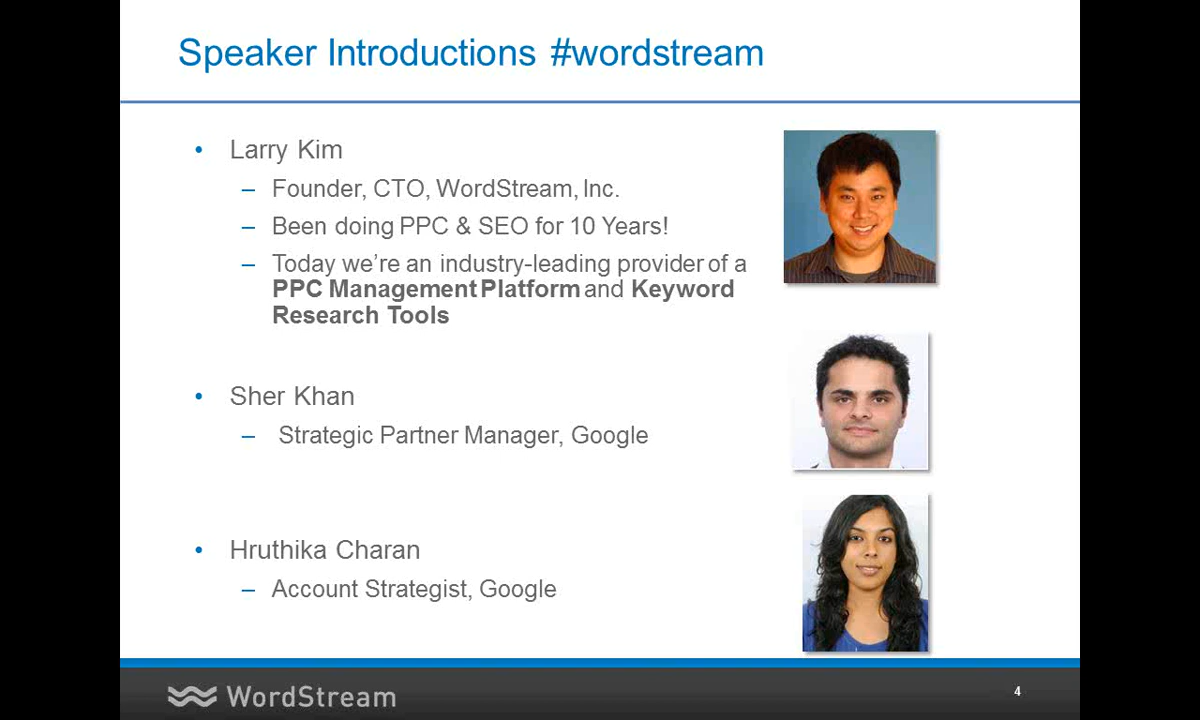 Speaker Introductions #wordstream
• Larry Kim
– Founder, CTO, WordStream, Inc.
– Been doing PPC & SEO for 10 Years!
– Today we’re an industry-leading provider of a
PPC Management Platform and Keyword
Research Tools
• Sher Khan
– Strategic Partner Manager, Google
• Hruthika Charan
– Account Strategist, Google
WordStream
4